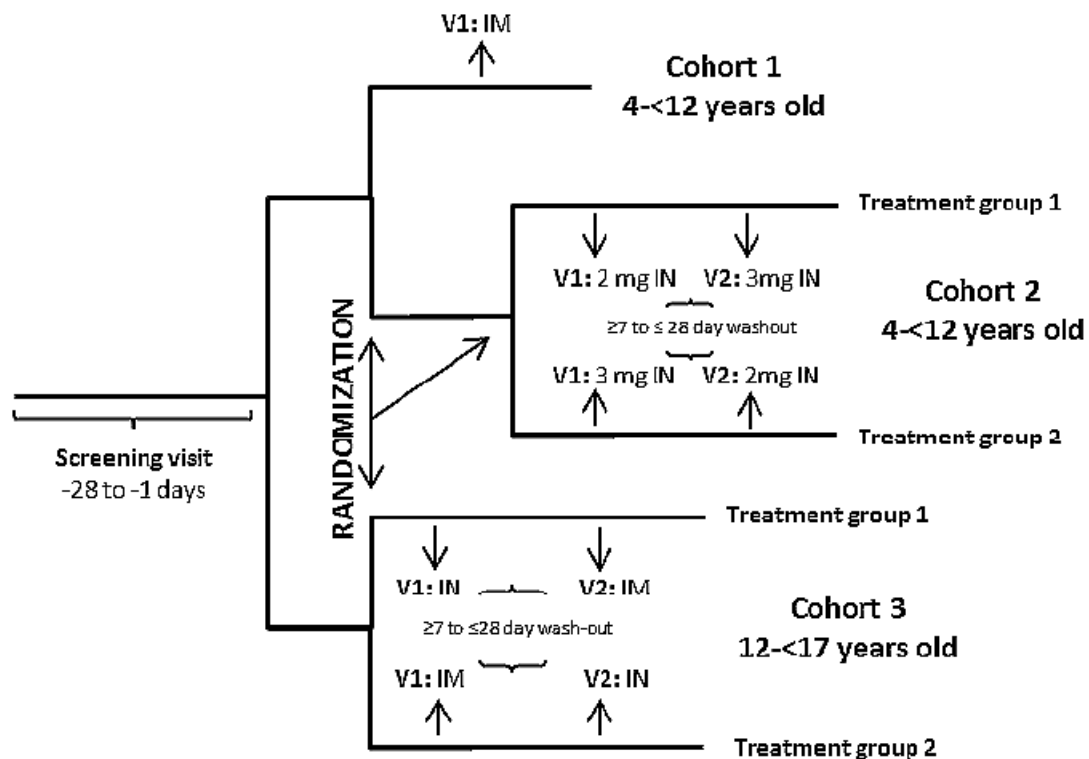 V1: IM
Cohort 1
4-<12 years old
Treatment group 1
V1: 2 mg IN V2: 3mg IN
≥7 to ≤ 28 day washout
Cohort 2
4-<12 years old
V1: 3 mg IN V2: 2mg IN
Treatment group 2
RANDOMIZATION
Screening visit
-28 to -1 days
Treatment group 1
V1: IN V2: IM
≥7 to ≤28 day wash-out
Cohort 3
12-<17 years old
V1: IM V2: IN
Treatment group 2